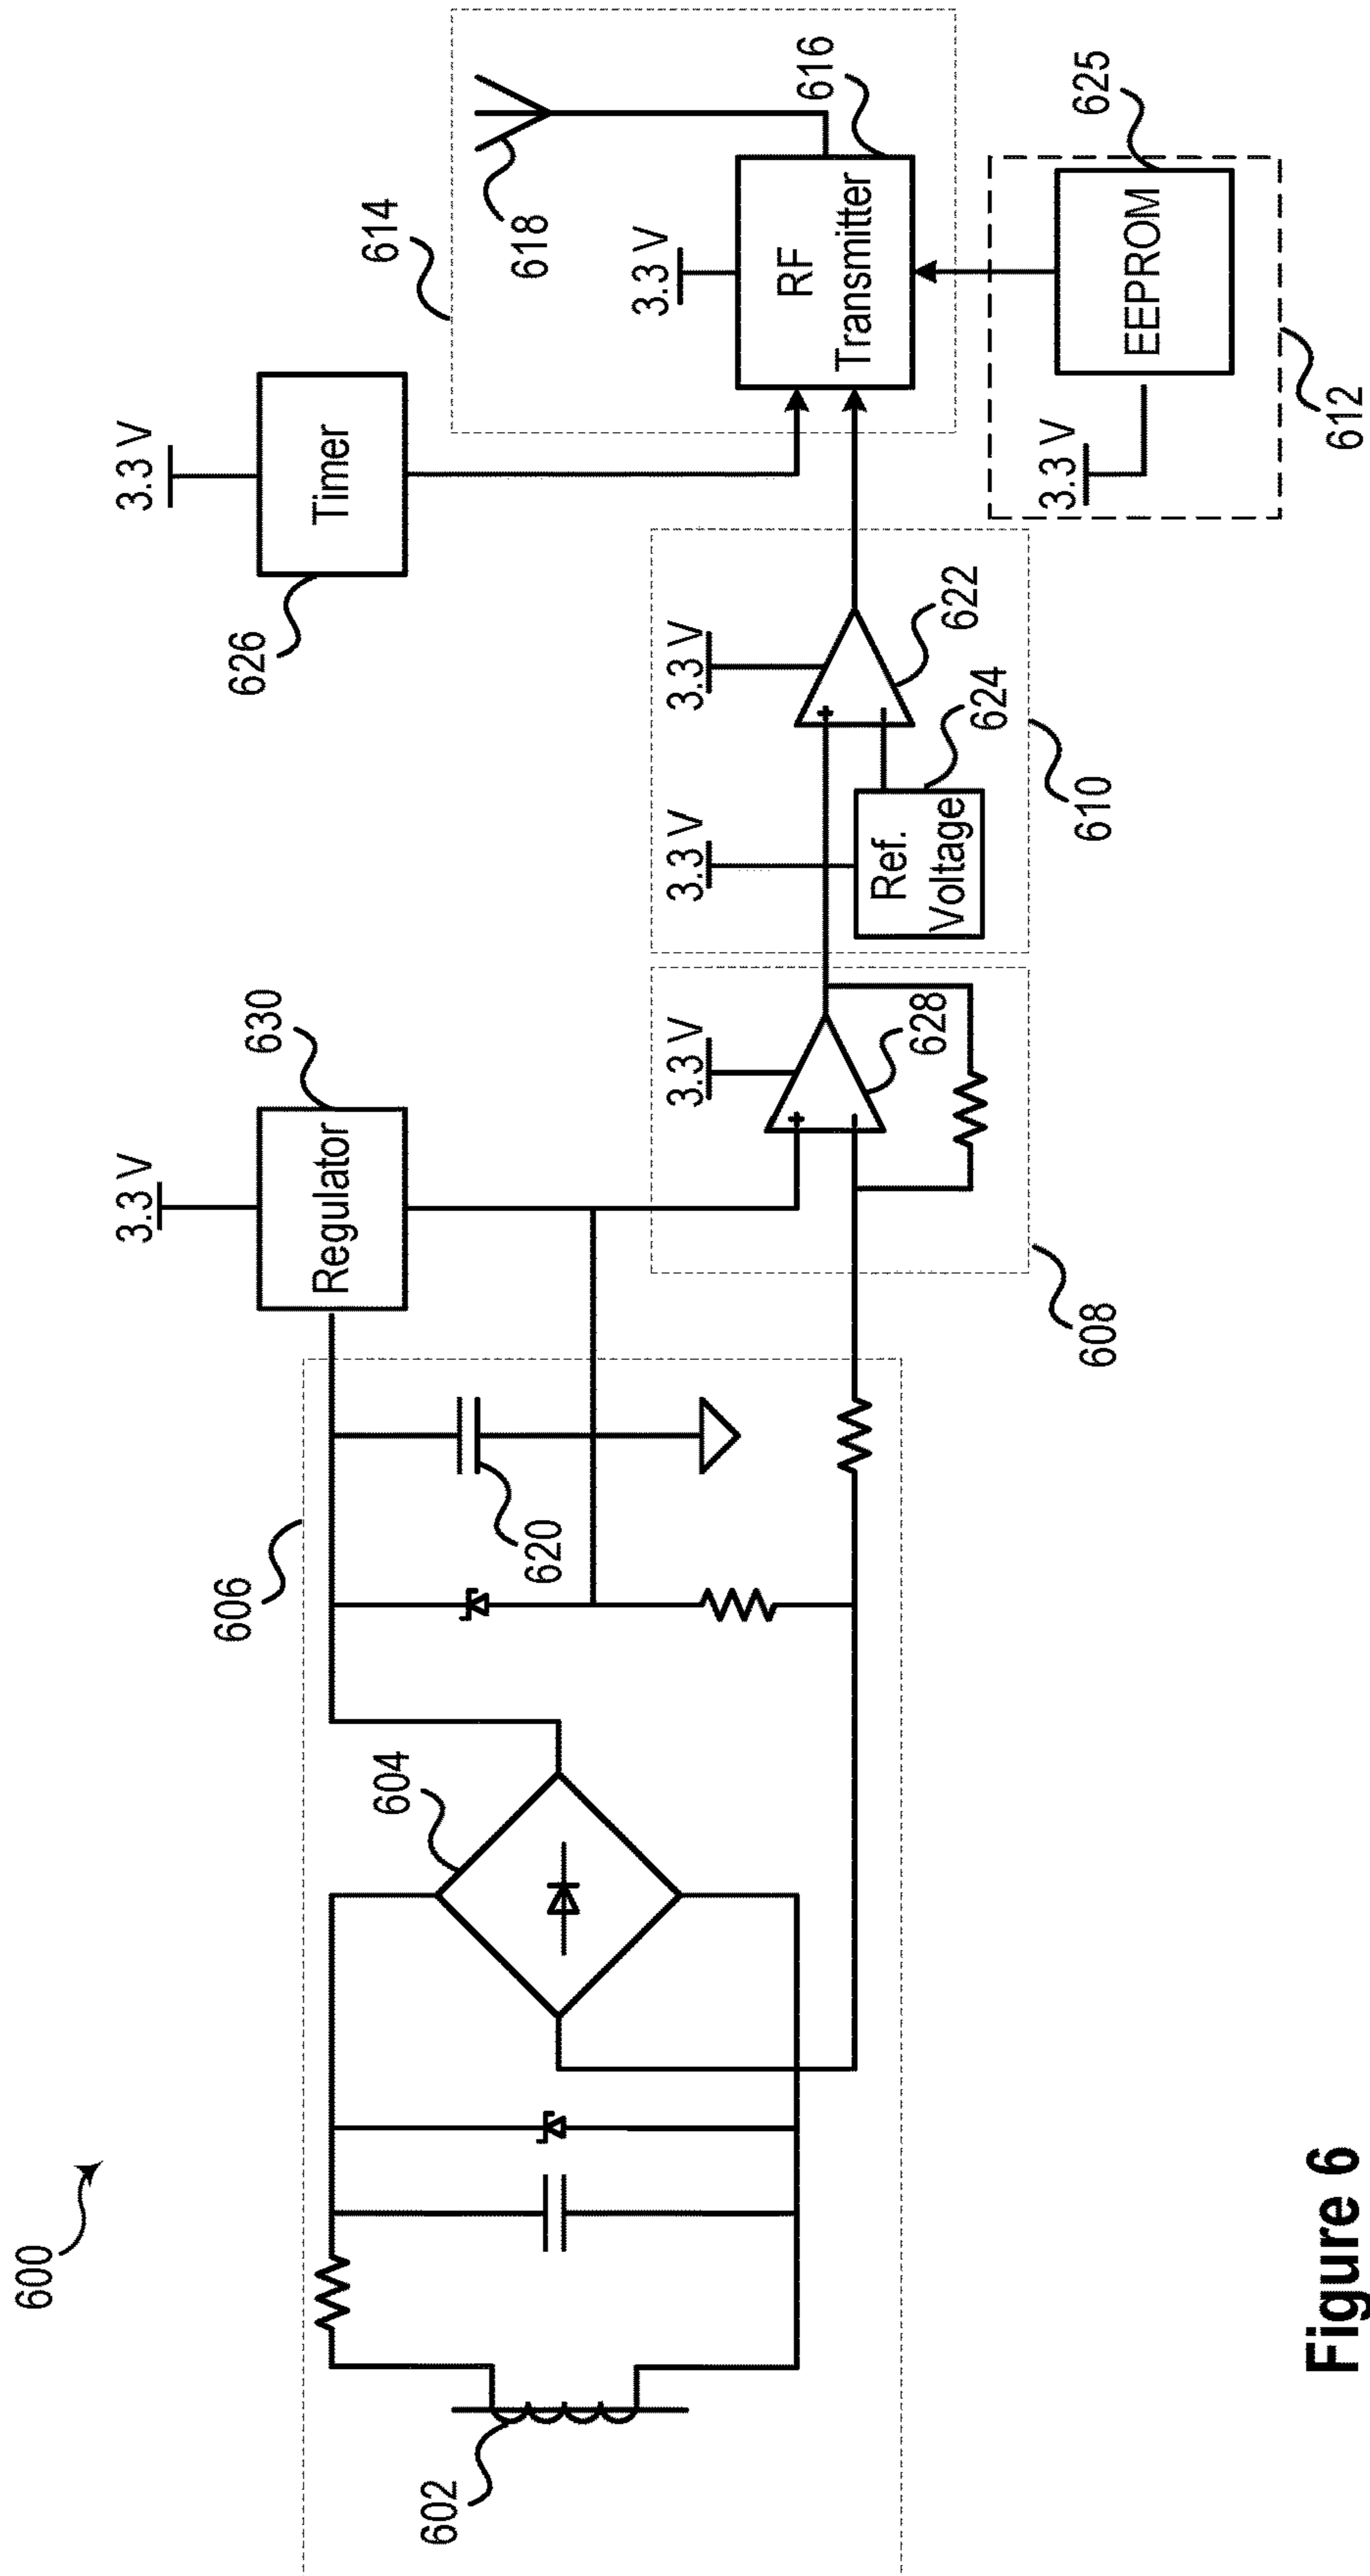 600
602
604
606
620
3.3 V
Regulator
630
3.3 V
+
−
628
608
3.3 V
Ref.
Voltage
624
3.3 V
+
−
622
610
3.3 V
Timer
626
614
618
3.3 V
RF
Transmitter
616
3.3 V
EEPROM
625
612
Figure 6